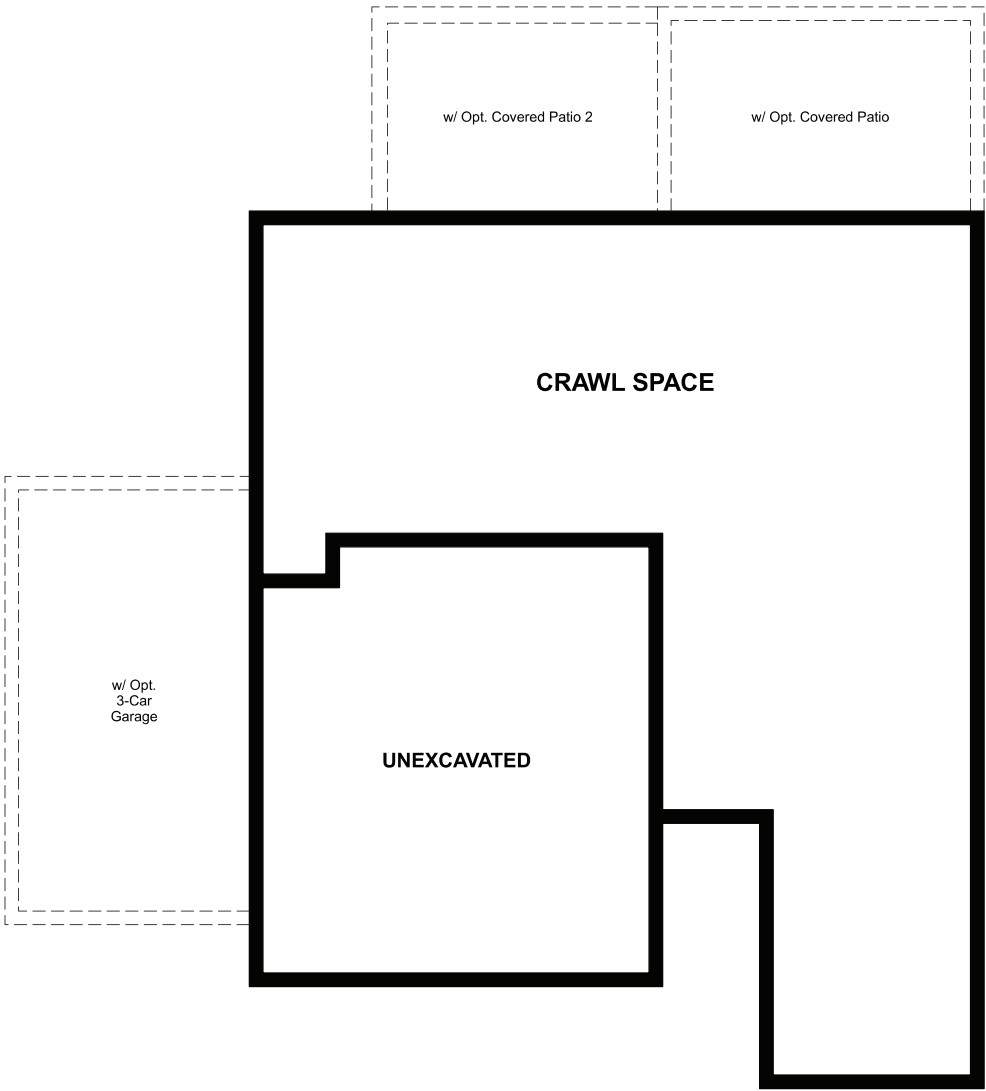 w/ Opt. Covered Patio 2
w/ Opt. Covered Patio
CRAWL SPACE
w/ Opt.
3-Car
Garage
UNEXCAVATED